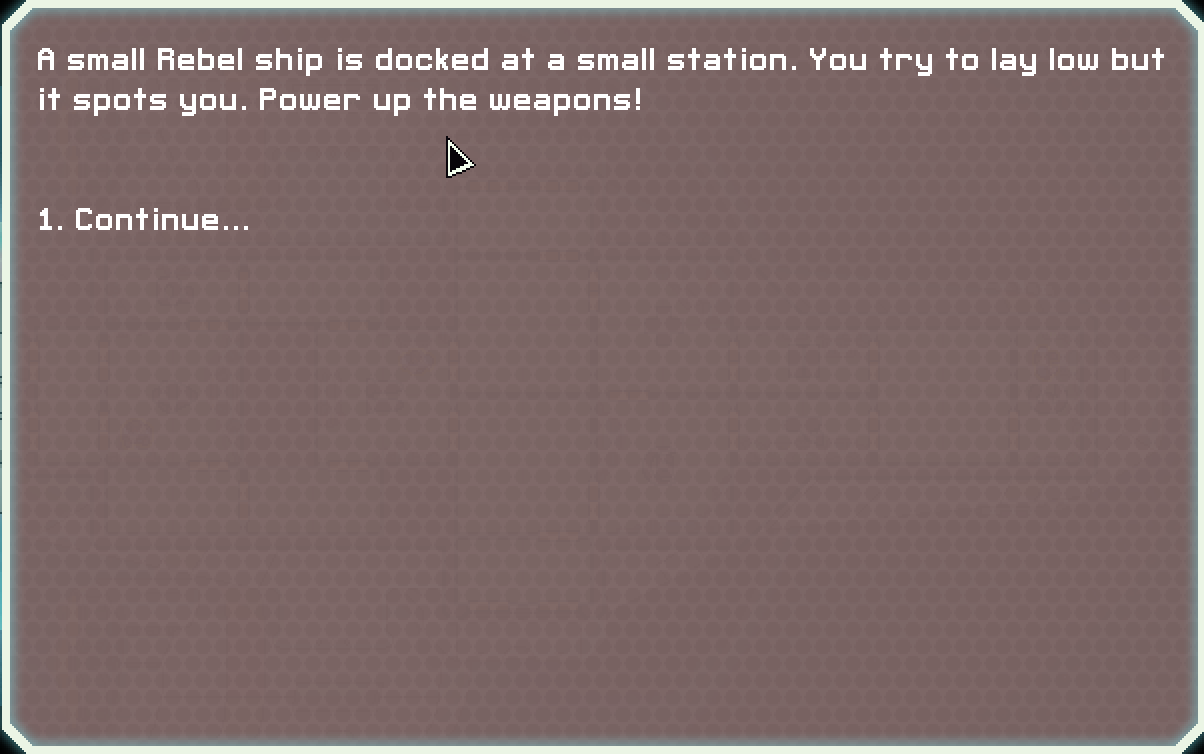 A small Rebel ship is docked at a small station. You try to lay low but
it spots you. Power up the weapons!
1. Continue...